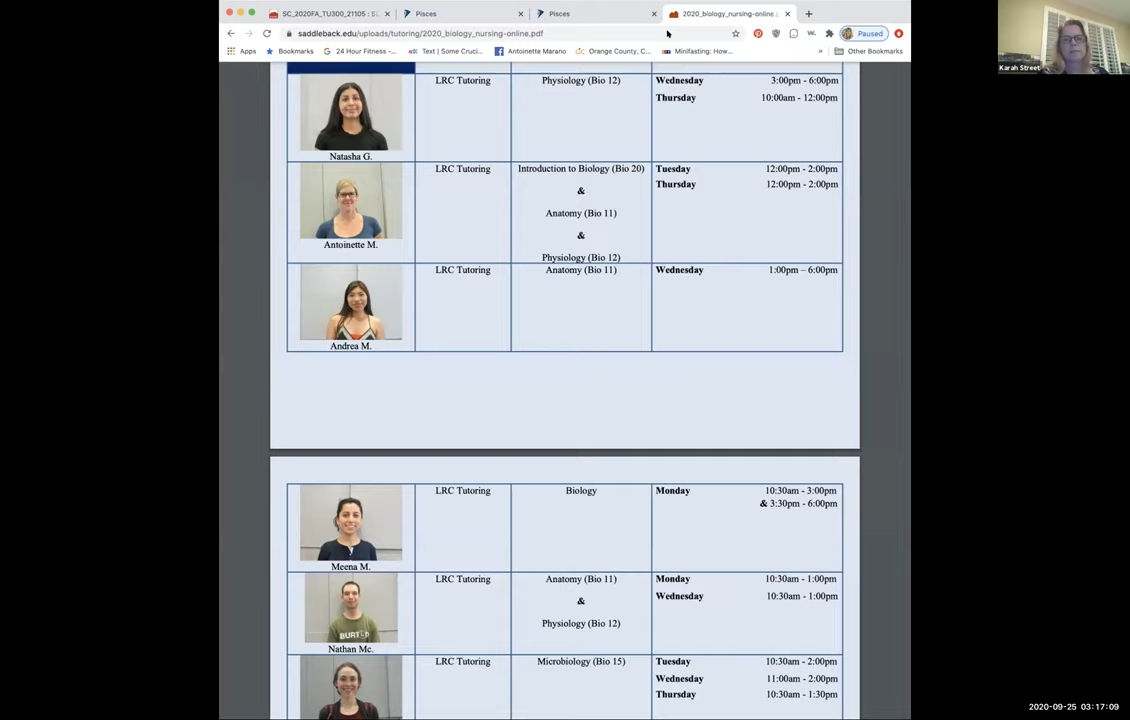 SC_2020FA_TU300_21105 : S
Pisces
Pisces
2020_biology_nursing-online.
saddleback.edu/uploads/tutoring/2020_biology_nursing-online.pdf
Paused
Apps
Bookmarks
24 Hour Fitness -...
Text | Some Cruci...
Antoinette Marano
Orange County, C...
Minifasting: How...
»
Other Bookmarks
Karah Street
LRC Tutoring
Physiology (Bio 12)
Wednesday 3:00pm - 6:00pm
Thursday 10:00am - 12:00pm
Natasha G.
LRC Tutoring
Introduction to Biology (Bio 20)
&
Anatomy (Bio 11)
&
Physiology (Bio 12)
Tuesday 12:00pm - 2:00pm
Thursday 12:00pm - 2:00pm
Antoinette M.
LRC Tutoring
Anatomy (Bio 11)
Wednesday 1:00pm – 6:00pm
Andrea M.
LRC Tutoring
Biology
Monday 10:30am - 3:00pm
& 3:30pm - 6:00pm
Meena M.
LRC Tutoring
Anatomy (Bio 11)
&
Physiology (Bio 12)
Monday 10:30am - 1:00pm
Wednesday 10:30am - 1:00pm
Nathan Mc.
LRC Tutoring
Microbiology (Bio 15)
Tuesday 10:30am - 2:00pm
Wednesday 11:00am - 2:00pm
Thursday 10:30am - 1:30pm
2020-09-25 03:17:09